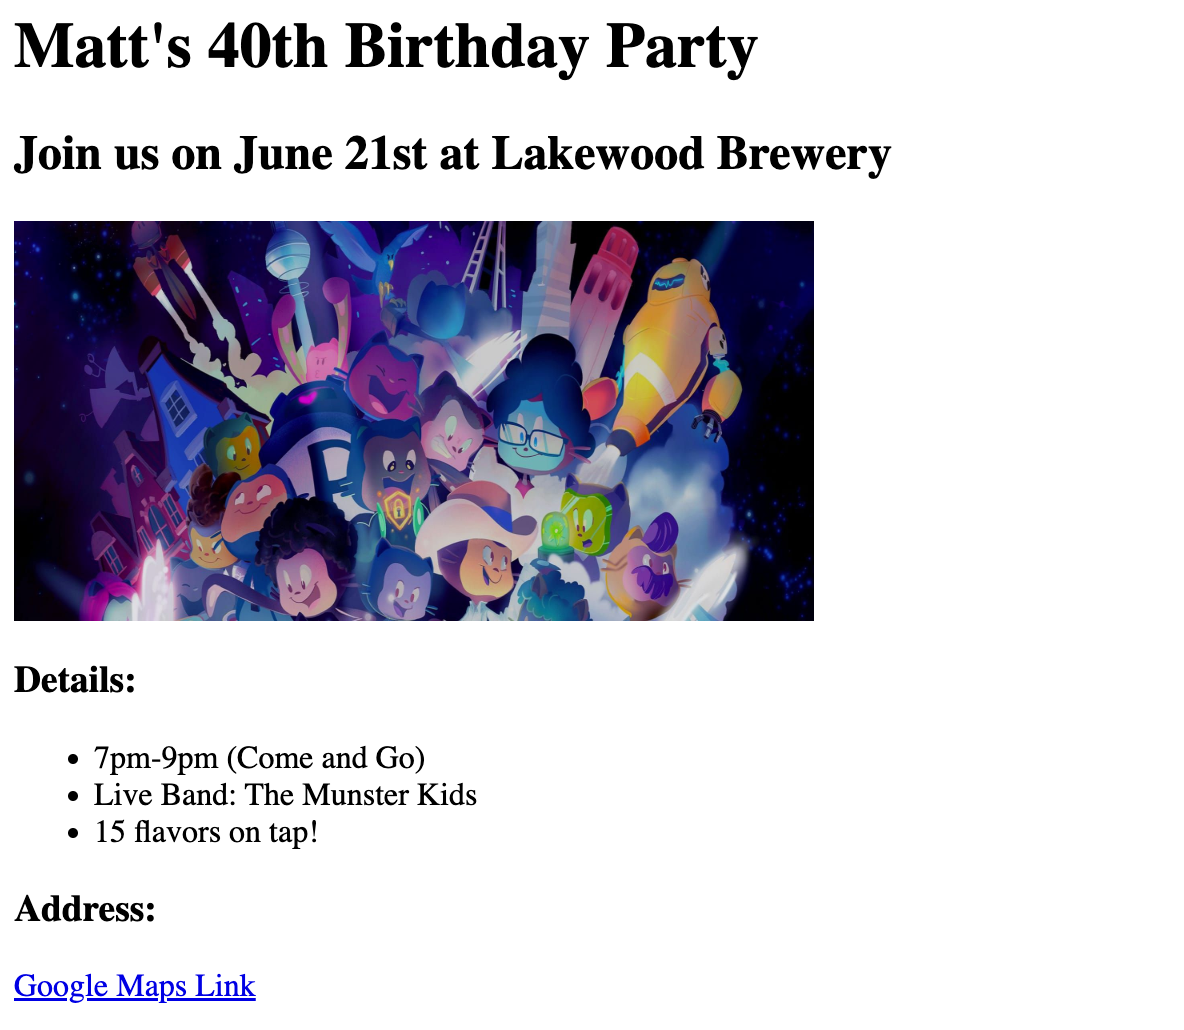 Matt's 40th Birthday Party
Join us on June 21st at Lakewood Brewery
Details:
7pm-9pm (Come and Go)
Live Band: The Munster Kids
15 flavors on tap!
Address:
Google Maps Link